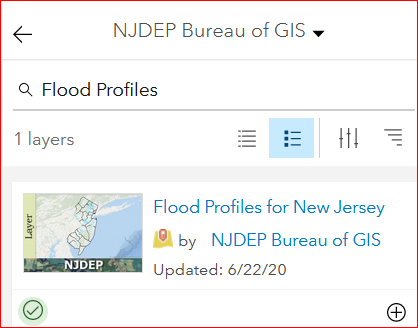 NJDEP Bureau of GIS
Flood Profiles
1 layers
Layer
NJDEP
Flood Profiles for New Jersey
by NJDEP Bureau of GIS
Updated: 6/22/20